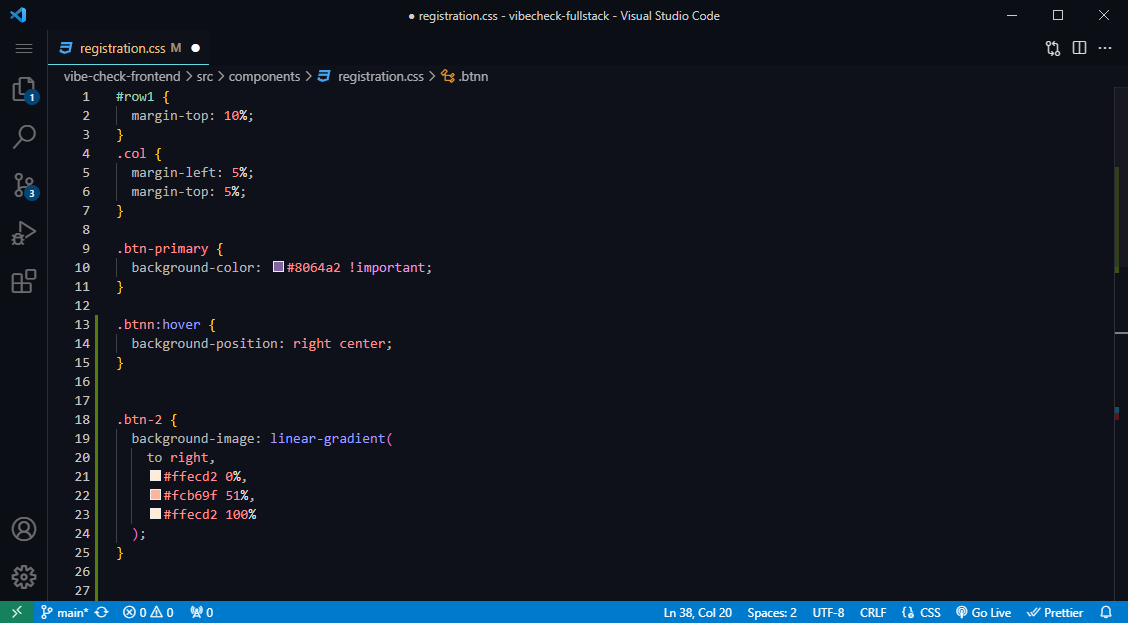 ● registration.css - vibecheck-fullstack - Visual Studio Code
registration.css M ●
vibe-check-frontend > src > components > registration.css > .btnn
1 #row1 {
2 margin-top: 10%;
3 }
4 .col {
5 margin-left: 5%;
6 margin-top: 5%;
7 }
8
9 .btn-primary {
10 background-color: #8064a2 !important;
11 }
12
13 .btnn:hover {
14 background-position: right center;
15 }
16
17
18 .btn-2 {
19 background-image: linear-gradient(
20 to right,
21 #ffecd2 0%,
22 #fcb69f 51%,
23 #ffecd2 100%
24 );
25 }
26
27
1
3
main* 0 0 0 Ln 38, Col 20 Spaces: 2 UTF-8 CRLF CSS Go Live Prettier